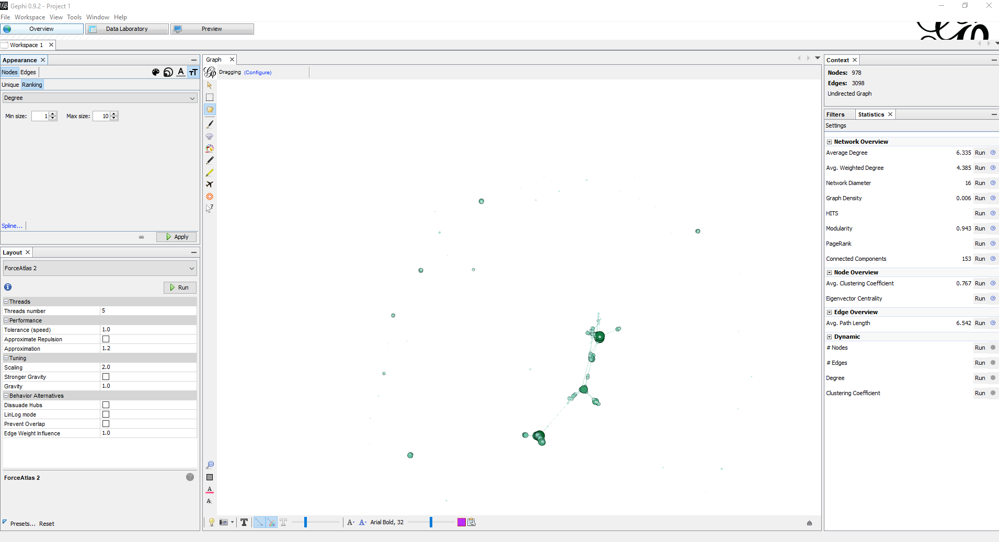 Gephi 0.9.2 - Project 1
File Workspace View Tools Window Help
Overview Data Laboratory Preview
Workspace 1
Appearance
Nodes Edges
Unique Ranking
Degree
Min size: 1 Max size: 10
Spline...
Apply
Layout
ForceAtlas 2
Run
Threads
Threads number 5
Performance
Tolerance (speed) 1.0
Approximate Repulsion
Approximation 1.2
Tuning
Scaling 2.0
Stronger Gravity
Gravity 1.0
Behavior Alternatives
Dissuade Hubs
LinLog mode
Prevent Overlap
Edge Weight Influence 1.0
ForceAtlas 2
Presets... Reset
Graph
Dragging (Configure)
Arial Bold, 32
Context
Nodes: 978
Edges: 3098
Undirected Graph
Filters Statistics
Settings
Network Overview
Average Degree 6.335 Run
Avg. Weighted Degree 4.385 Run
Network Diameter 16 Run
Graph Density 0.006 Run
HITS Run
Modularity 0.943 Run
PageRank Run
Connected Components 153 Run
Node Overview
Avg. Clustering Coefficient 0.767 Run
Eigenvector Centrality Run
Edge Overview
Avg. Path Length 6.542 Run
Dynamic
# Nodes Run
# Edges Run
Degree Run
Clustering Coefficient Run